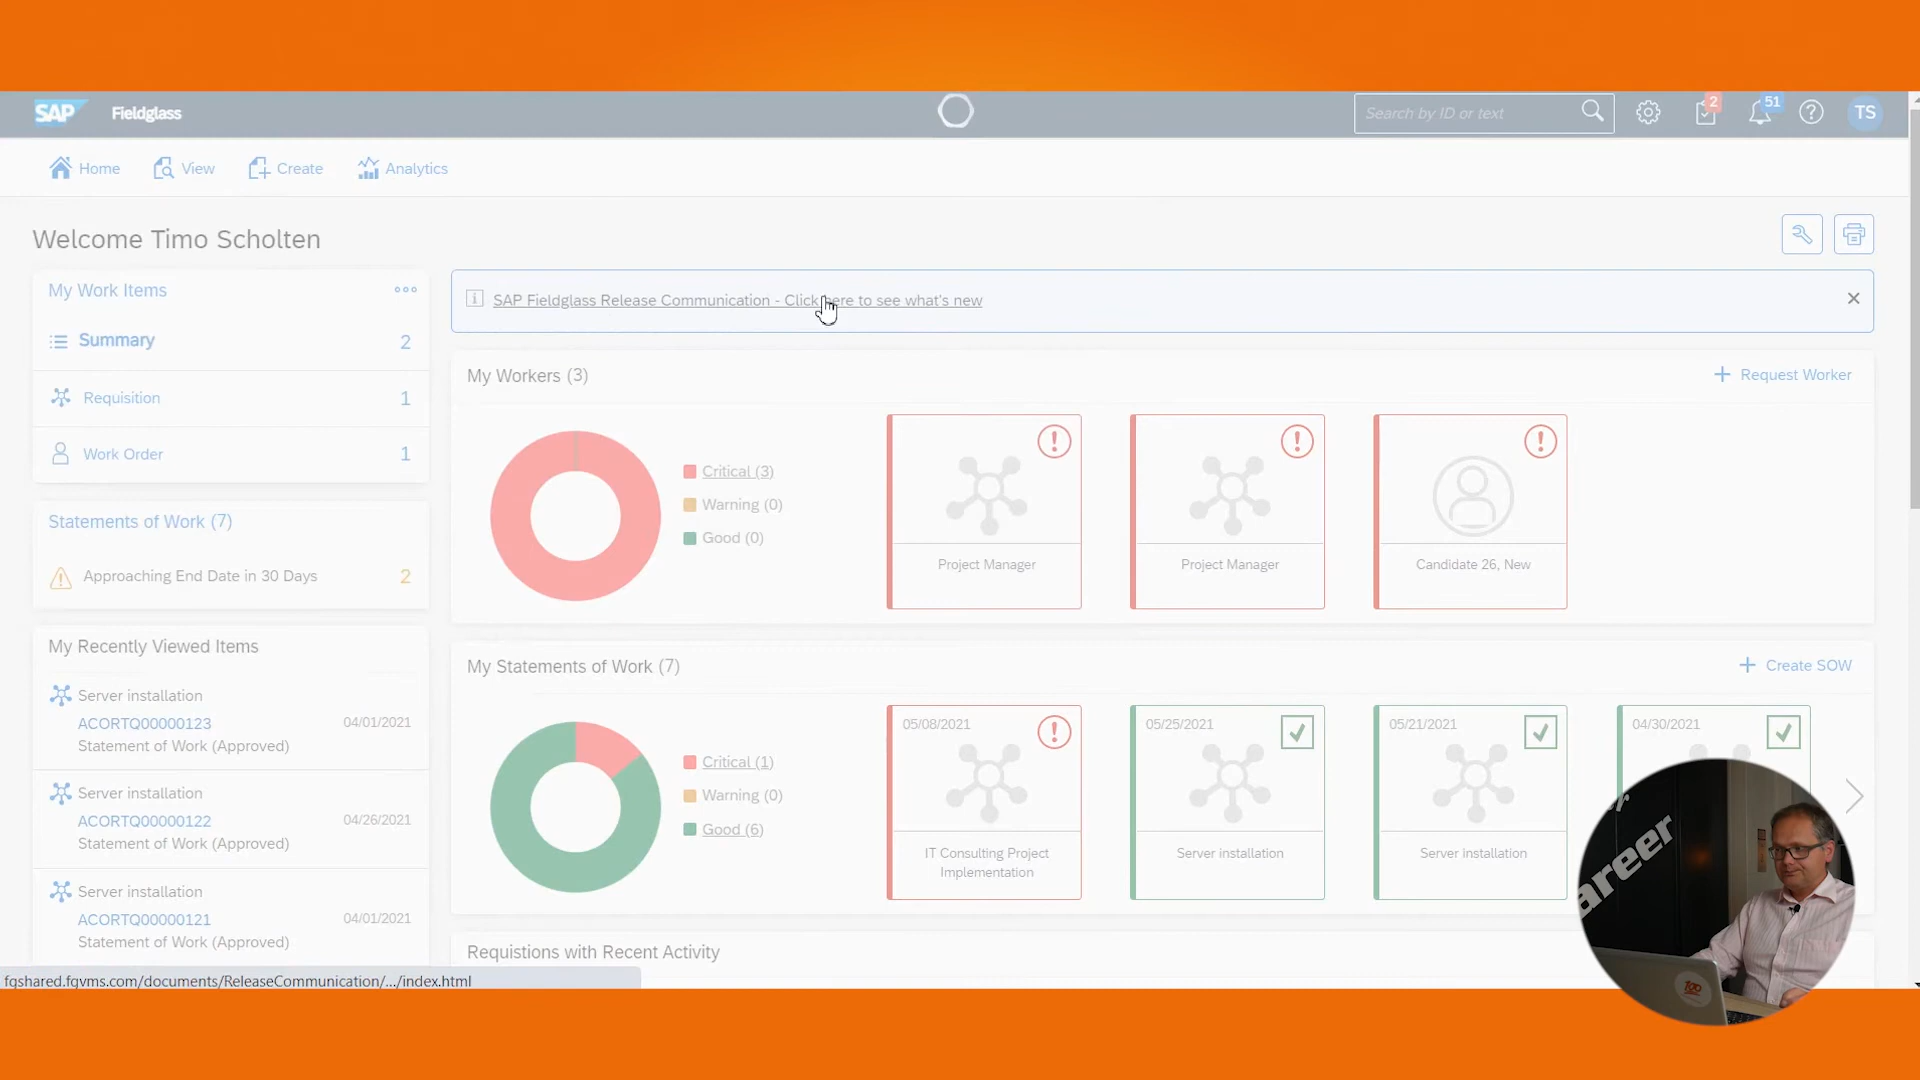 SAP Fieldglass
Search by ID or text
2
51
TS
Home View Create Analytics
Welcome Timo Scholten
My Work Items
Summary 2
Requisition 1
Work Order 1
Statements of Work (7)
Approaching End Date in 30 Days 2
My Recently Viewed Items
Server installation
ACORTQ00000123 04/01/2021
Statement of Work (Approved)
Server installation
ACORTQ00000122 04/26/2021
Statement of Work (Approved)
Server installation
ACORTQ00000121 04/01/2021
Statement of Work (Approved)
SAP Fieldglass Release Communication - Click here to see what's new
My Workers (3)
Request Worker
Critical (3)
Warning (0)
Good (0)
Project Manager
Project Manager
Candidate 26, New
My Statements of Work (7)
Create SOW
Critical (1)
Warning (0)
Good (6)
05/08/2021
IT Consulting Project
Implementation
05/25/2021
Server installation
05/21/2021
Server installation
04/30/2021
Requistions with Recent Activity
fgshared.fgvms.com/documents/ReleaseCommunication/.../index.html
areer
100